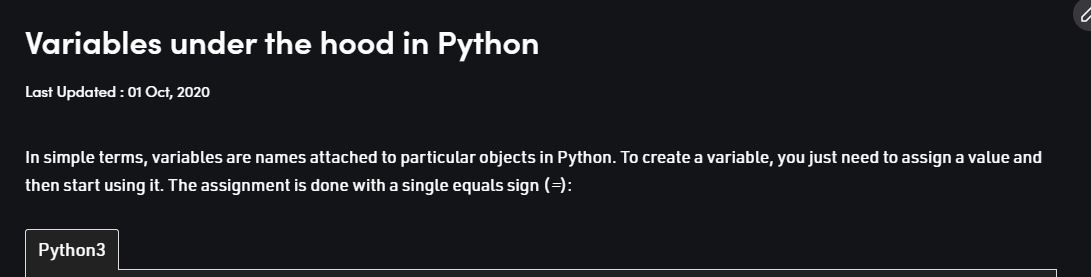 Variables under the hood in Python
Last Updated : 01 Oct, 2020
In simple terms, variables are names attached to particular objects in Python. To create a variable, you just need to assign a value and
then start using it. The assignment is done with a single equals sign (=):
Python3